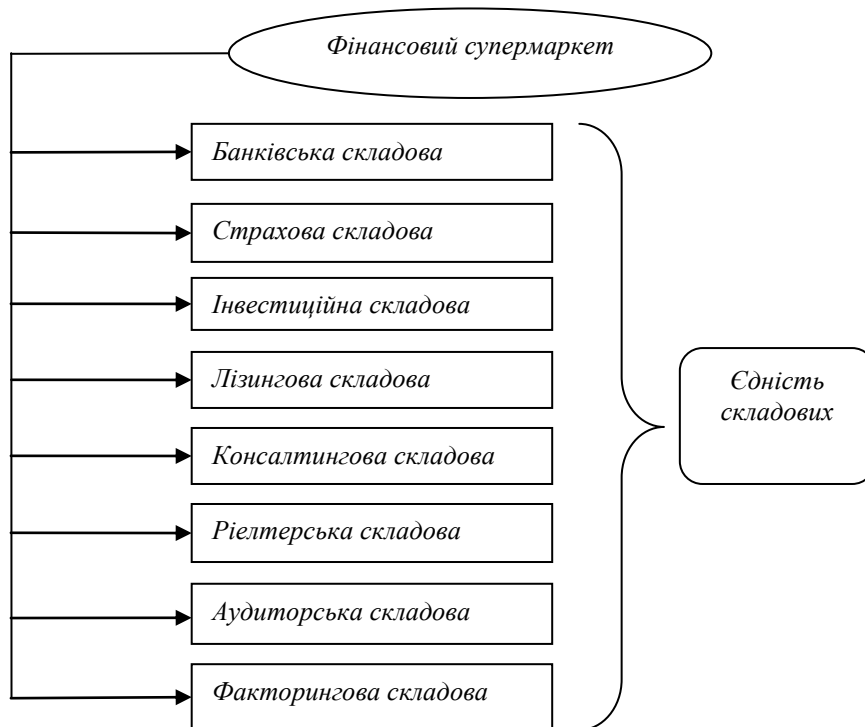 Фінансовий супермаркет
Банківська складова
Страхова складова
Інвестиційна складова
Лізингова складова
Консалтингова складова
Ріелтерська складова
Аудиторська складова
Факторингова складова
Єдність
складових